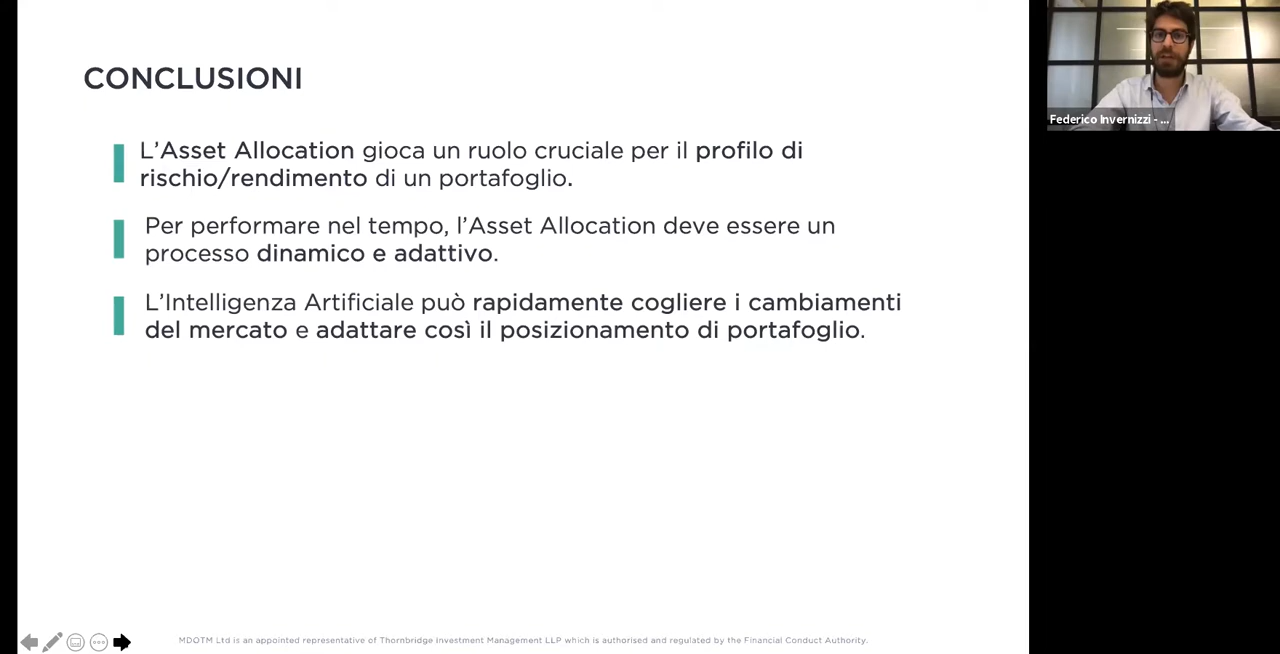 CONCLUSIONI
L’Asset Allocation gioca un ruolo cruciale per il profilo di
rischio/rendimento di un portafoglio.
Per performare nel tempo, l’Asset Allocation deve essere un
processo dinamico e adattivo.
L’Intelligenza Artificiale può rapidamente cogliere i cambiamenti
del mercato e adattare così il posizionamento di portafoglio.
MDOTM Ltd is an appointed representative of Thornbridge Investment Management LLP which is authorised and regulated by the Financial Conduct Authority.
Federico Invernizzi - ...